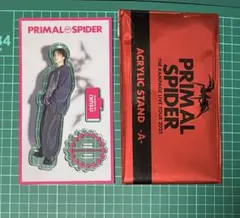 PRIMAL SPIDER
PRIMAL
SPIDER
THE RAMPAGE LIVE TOUR 2025
ACRYLIC STAND -A-